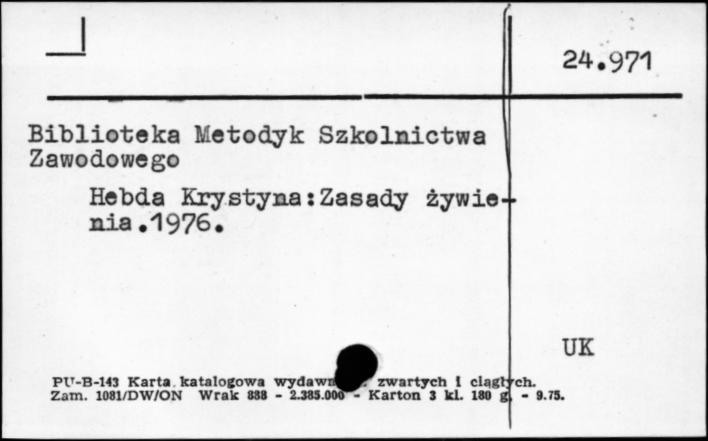 24.971
Biblioteka Metodyk Szkolnictwa
Zawodowego
Hebda Krystyna:Zasady żywie-
nia.1976.
UK
PU-B-143 Karta katalogowa zwartych i ciągłych.
Zam. 1081/DW/ON Wrak 888 - 2.385.000 - Karton 3 kl. 180 g. - 9.75.